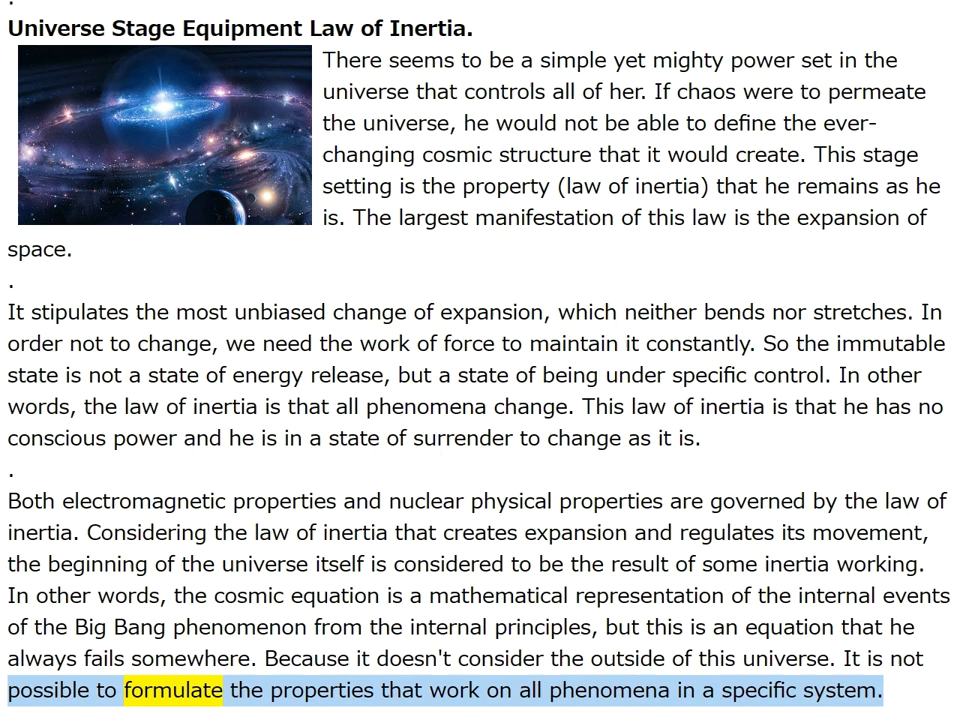 .
Universe Stage Equipment Law of Inertia.
There seems to be a simple yet mighty power set in the
universe that controls all of her. If chaos were to permeate
the universe, he would not be able to define the ever-
changing cosmic structure that it would create. This stage
setting is the property (law of inertia) that he remains as he
is. The largest manifestation of this law is the expansion of
space.
.
It stipulates the most unbiased change of expansion, which neither bends nor stretches. In
order not to change, we need the work of force to maintain it constantly. So the immutable
state is not a state of energy release, but a state of being under specific control. In other
words, the law of inertia is that all phenomena change. This law of inertia is that he has no
conscious power and he is in a state of surrender to change as it is.
.
Both electromagnetic properties and nuclear physical properties are governed by the law of
inertia. Considering the law of inertia that creates expansion and regulates its movement,
the beginning of the universe itself is considered to be the result of some inertia working.
In other words, the cosmic equation is a mathematical representation of the internal events
of the Big Bang phenomenon from the internal principles, but this is an equation that he
always fails somewhere. Because it doesn't consider the outside of this universe. It is not
possible to formulate the properties that work on all phenomena in a specific system.